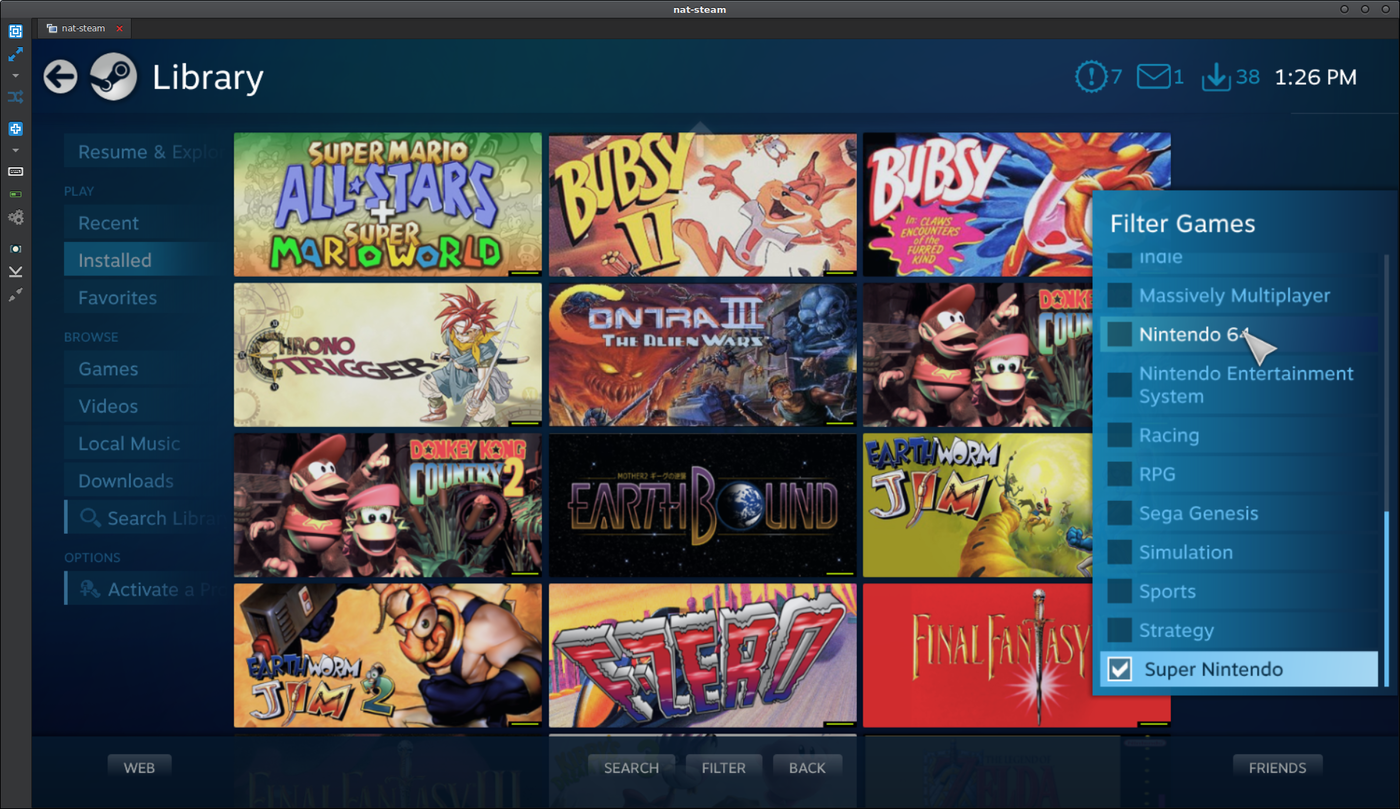 nat-steam
nat-steam
Library
7
1
38
1:26 PM
Resume & Explo
PLAY
Recent
Installed
Favorites
BROWSE
Games
Videos
Local Music
Downloads
Search Libra
OPTIONS
Activate a Pr
SUPER MARIO
ALL★STARS
+
SUPER
MARIO WORLD
BUBSY
II
BUBSY
IN: CLAWS
ENCOUNTERS
of the
FURRED
KIND
CHRONO
TRIGGER
CONTRA III
THE ALIEN WARS
DONKE
COUN
DONKEY KONG
COUNTRY 2
MOTHER2 ギーグの逆襲
EARTHBOUND
EARTHWORM
JIM
EARTHWORM
JIM 2
F-ZERO
FINAL FANTASY
FINAL FANTASY III
Filter Games
Indie
Massively Multiplayer
Nintendo 64
Nintendo Entertainment
System
Racing
RPG
Sega Genesis
Simulation
Sports
Strategy
Super Nintendo
WEB
SEARCH
FILTER
BACK
FRIENDS